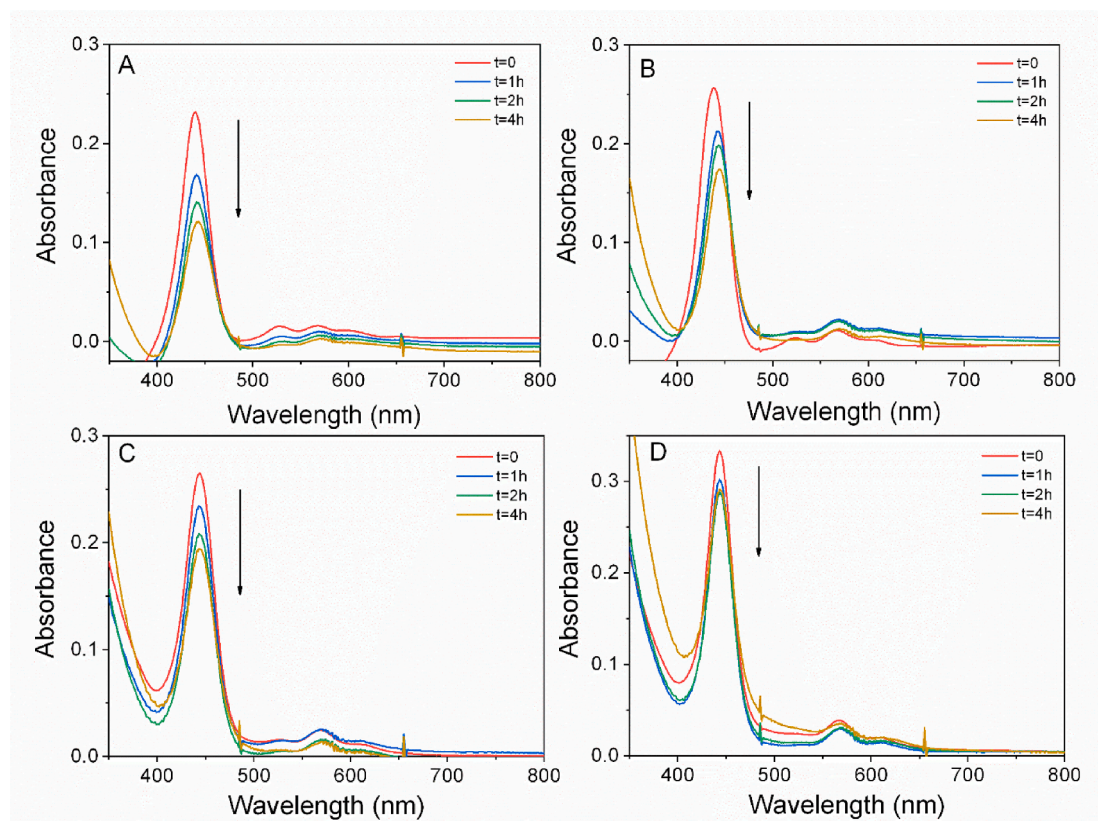 A
t=0
t=1h
t=2h
t=4h
0.3
0.2
0.1
0.0
Absorbance
400 500 600 700 800
Wavelength (nm)
B
t=0
t=1h
t=2h
t=4h
0.3
0.2
0.1
0.0
Absorbance
400 500 600 700 800
Wavelength (nm)
C
t=0
t=1h
t=2h
t=4h
0.3
0.2
0.1
0.0
Absorbance
400 500 600 700 800
Wavelength (nm)
D
t=0
t=1h
t=2h
t=4h
0.3
0.2
0.1
0.0
Absorbance
400 500 600 700 800
Wavelength (nm)